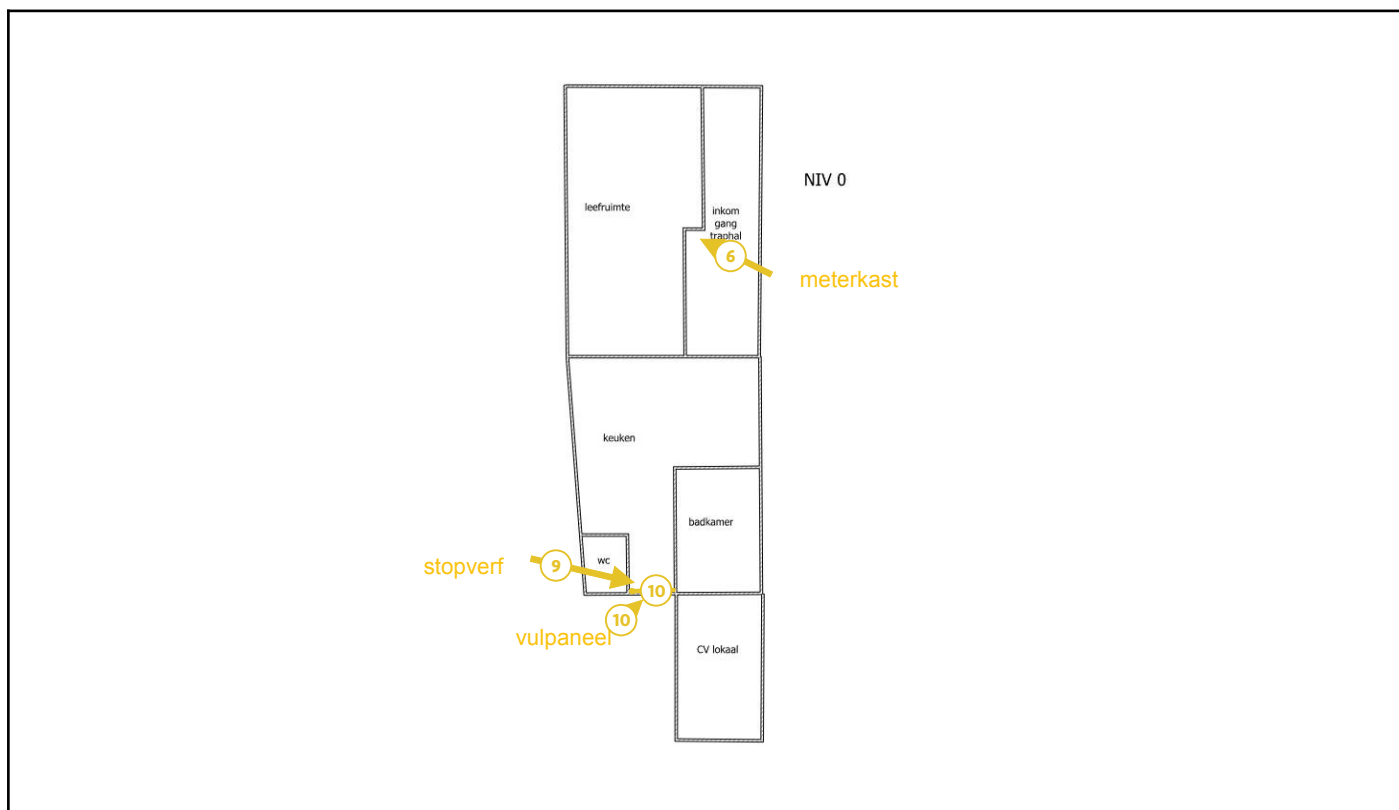 NIV 0
leefruimte
inkom
gang
traphal
6
meterkast
keuken
badkamer
stopverf
9
wc
10
10
vulpaneel
CV lokaal